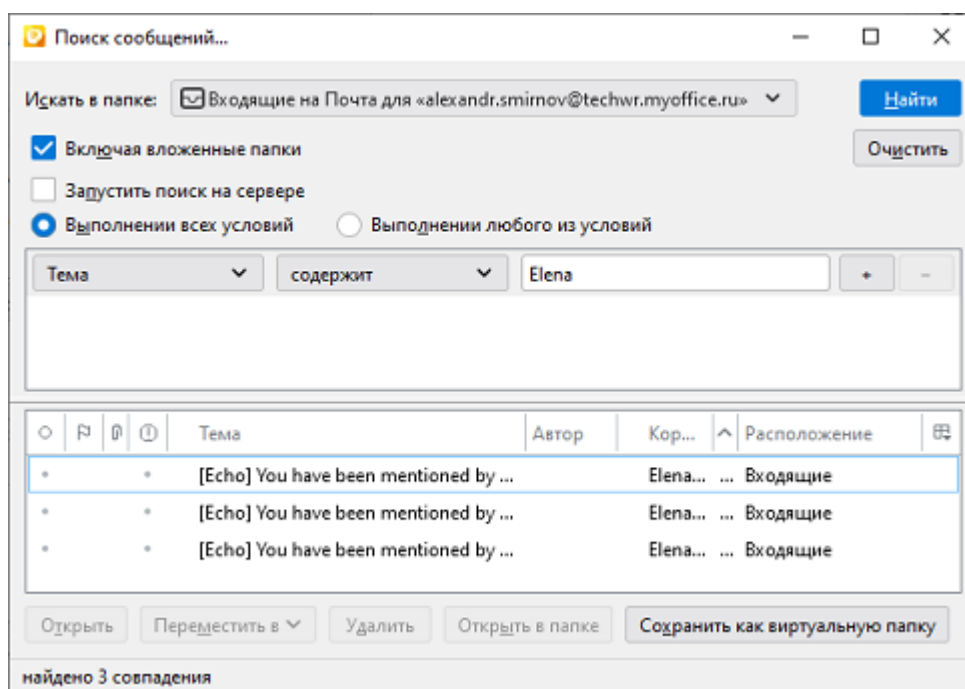 Поиск сообщений...
Искать в папке: Входящие на Почта для «alexandr.smirnov@techwr.myoffice.ru» Найти
Включая вложенные папки Очистить
Запустить поиск на сервере
Выполнении всех условий Выполнении любого из условий
Тема содержит Elena + -
Тема Автор Кор... Расположение
[Echo] You have been mentioned by ... Elena... ... Входящие
[Echo] You have been mentioned by ... Elena... ... Входящие
[Echo] You have been mentioned by ... Elena... ... Входящие
Открыть Переместить в Удалить Открыть в папке Сохранить как виртуальную папку
найдено 3 совпадения